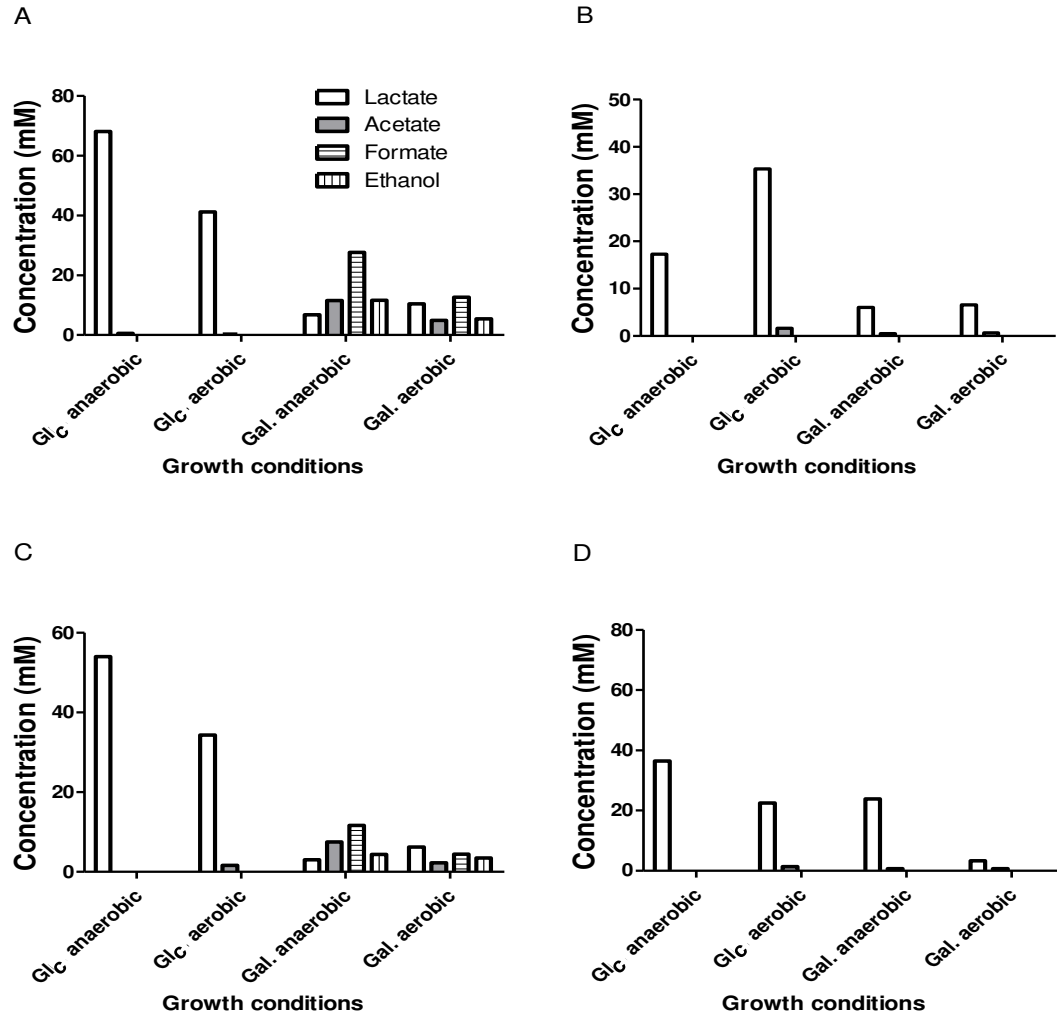 A
Concentration (mM)
80
60
40
20
0
Lactate
Acetate
Formate
Ethanol
Glc anaerobic
Glc. aerobic
Gal. anaerobic
Gal. aerobic
Growth conditions
B
Concentration (mM)
50
40
30
20
10
0
Glc anaerobic
Glc. aerobic
Gal. anaerobic
Gal. aerobic
Growth conditions
C
Concentration (mM)
60
40
20
0
Glc anaerobic
Glc. aerobic
Gal. anaerobic
Gal. aerobic
Growth conditions
D
Concentration (mM)
80
60
40
20
0
Glc anaerobic
Glc. aerobic
Gal. anaerobic
Gal. aerobic
Growth conditions